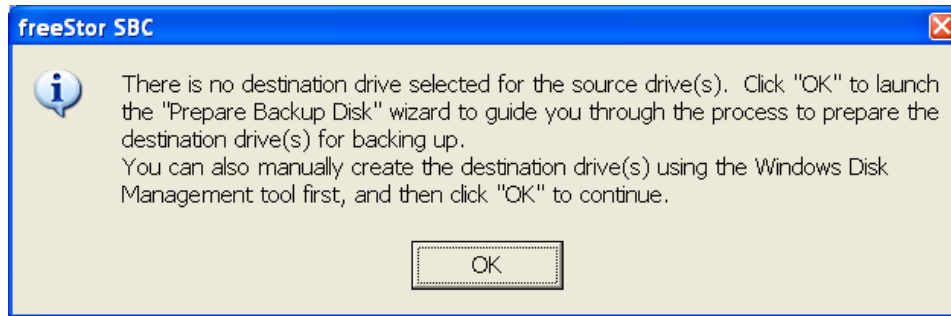 freeStor SBC
There is no destination drive selected for the source drive(s).  Click "OK" to launch
the "Prepare Backup Disk" wizard to guide you through the process to prepare the
destination drive(s) for backing up.
You can also manually create the destination drive(s) using the Windows Disk
Management tool first, and then click "OK" to continue.
OK